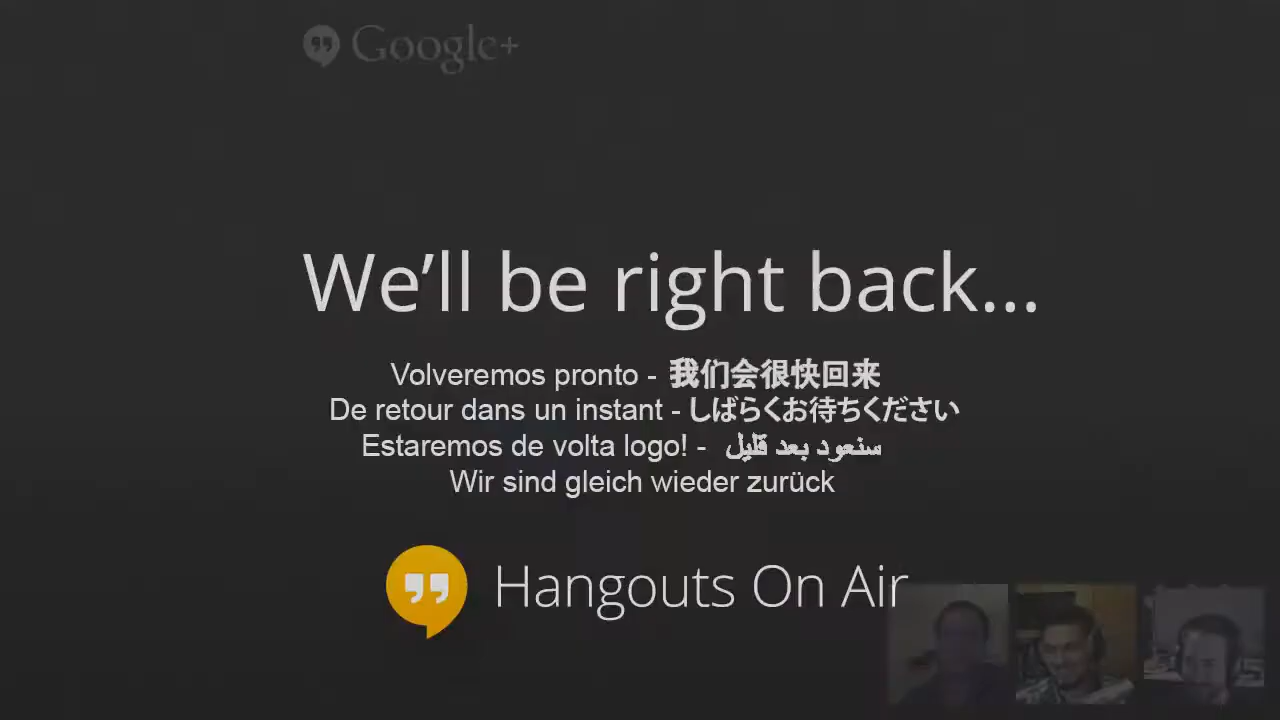 Google+
We'll be right back...
Volveremos pronto - 我们会很快回来
De retour dans un instant - しばらくお待ちください
Estaremos de volta logo! - سنعود بعد قليل
Wir sind gleich wieder zurück
Hangouts On Air